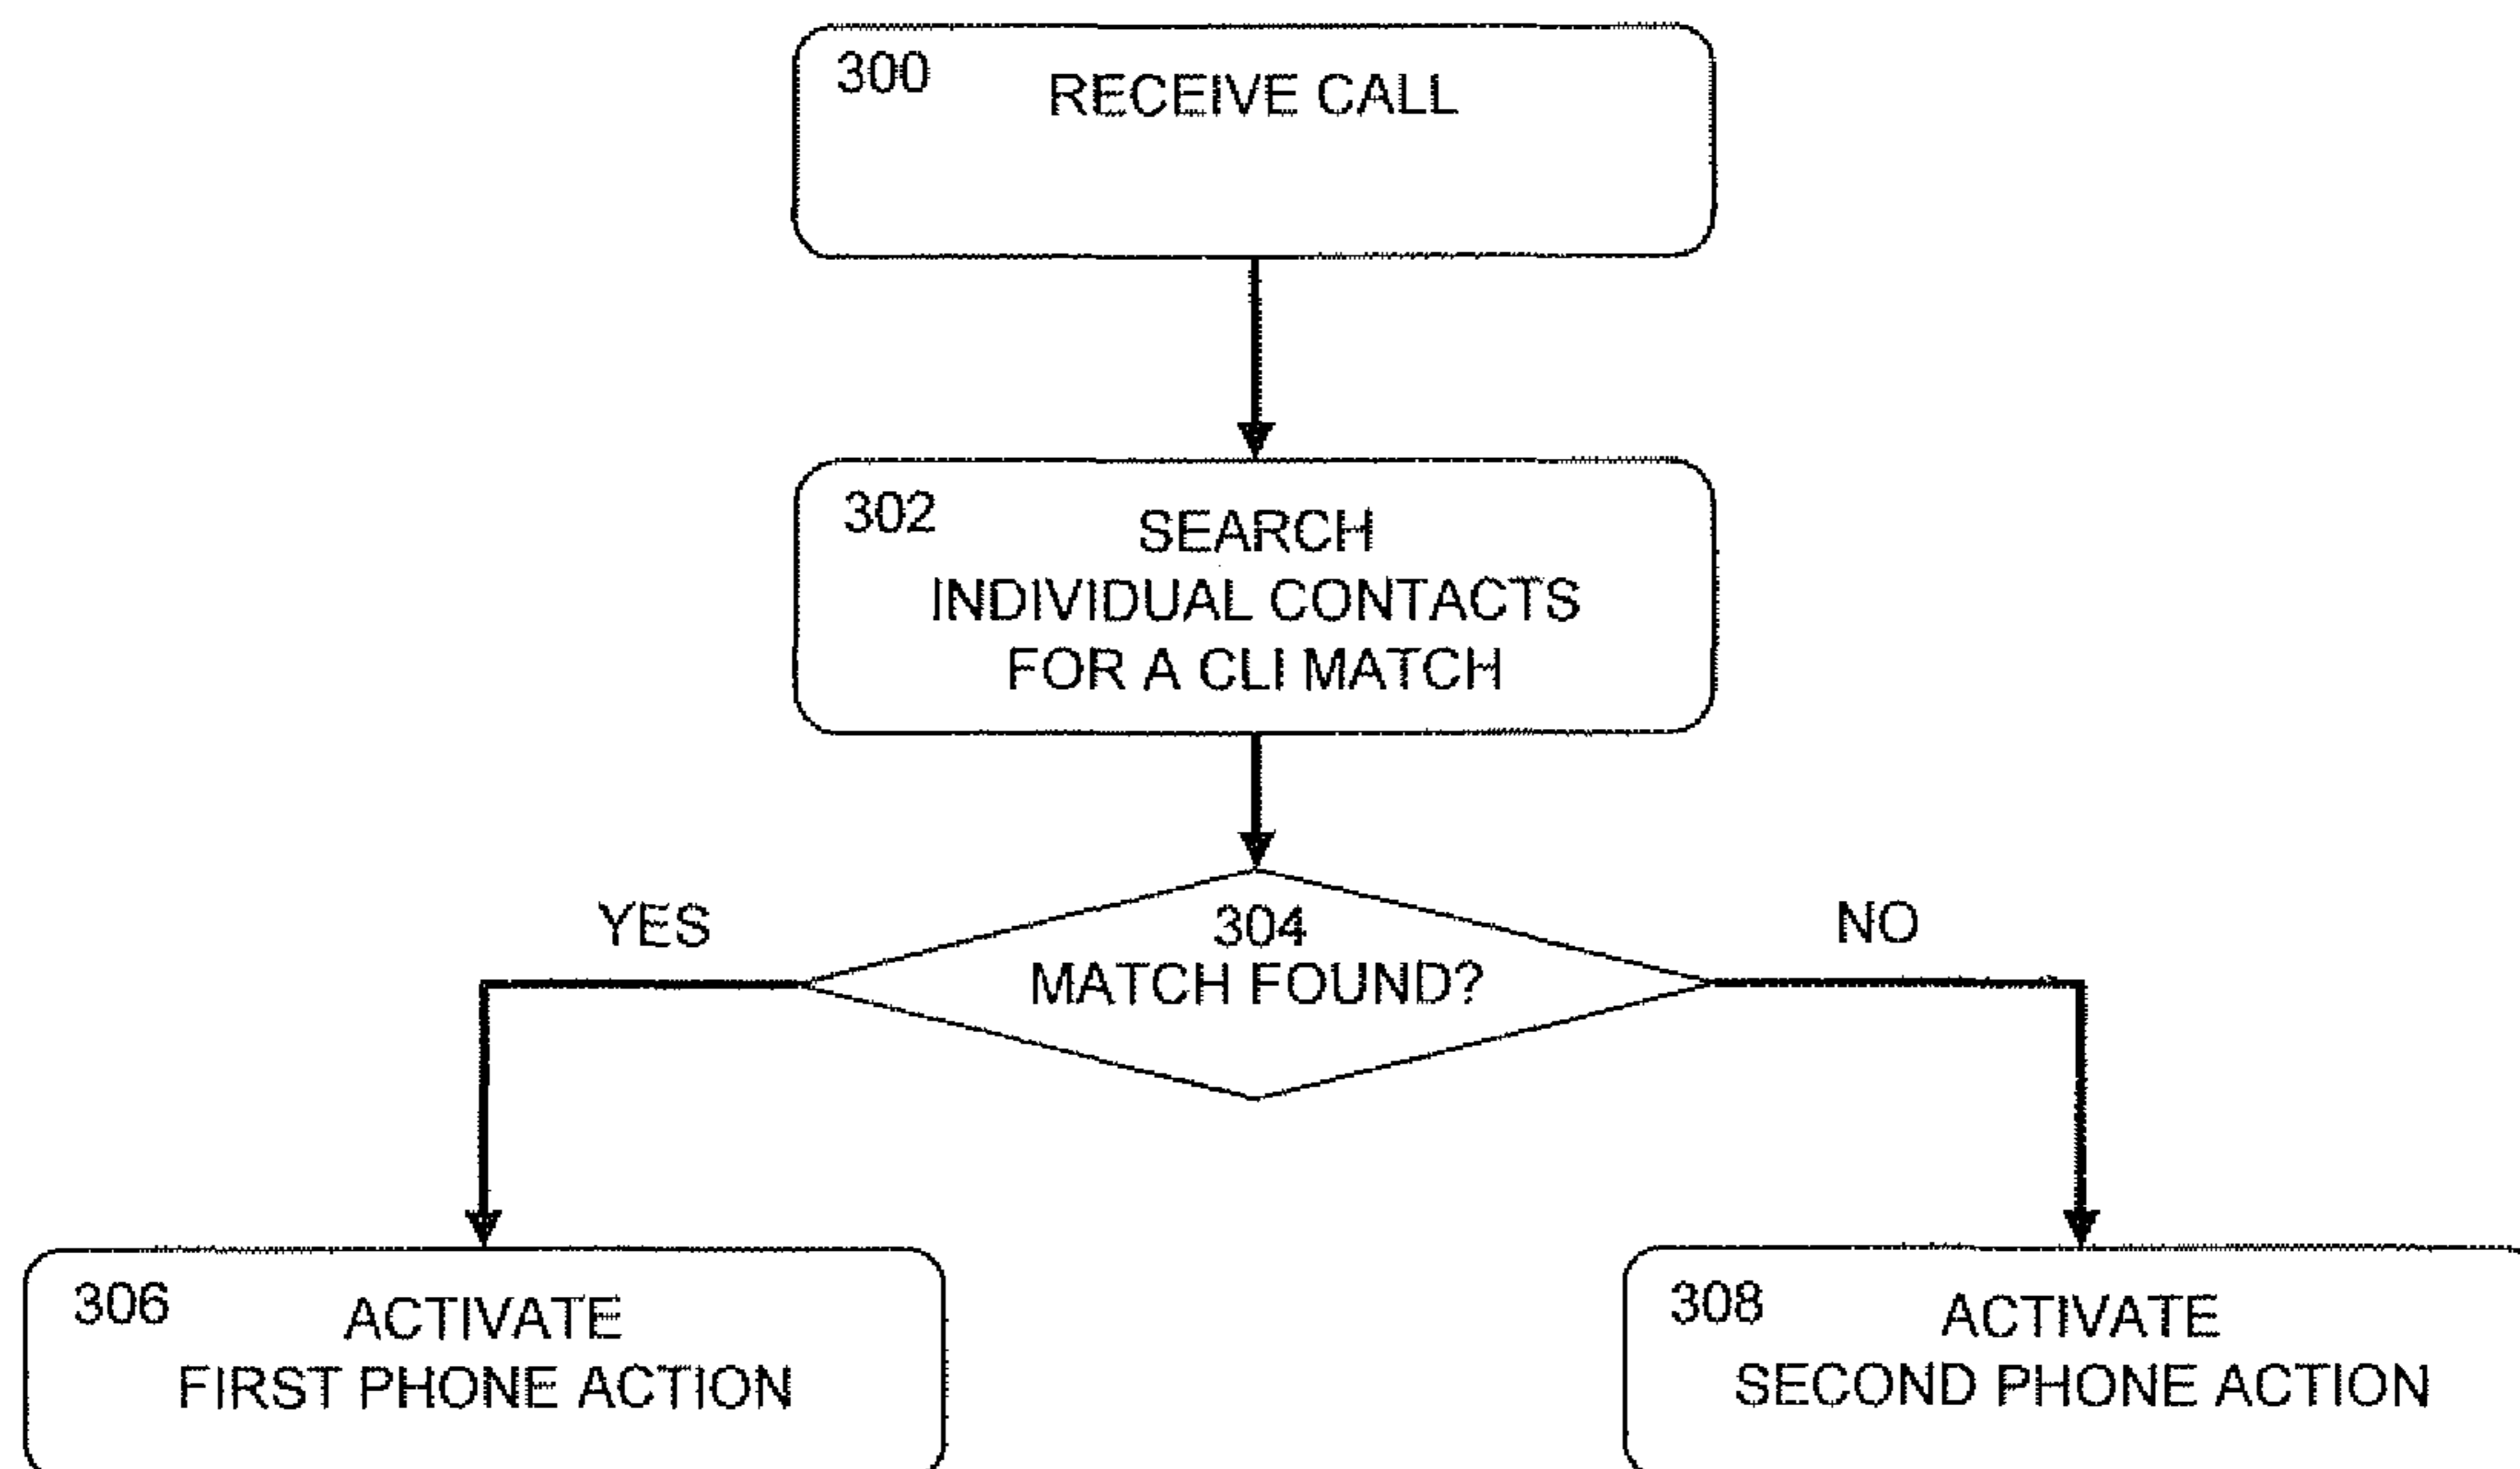 300
RECEIVE CALL
302
SEARCH
INDIVIDUAL CONTACTS
FOR A CLI MATCH
304
MATCH FOUND?
YES
NO
306
ACTIVATE
FIRST PHONE ACTION
308
ACTIVATE
SECOND PHONE ACTION